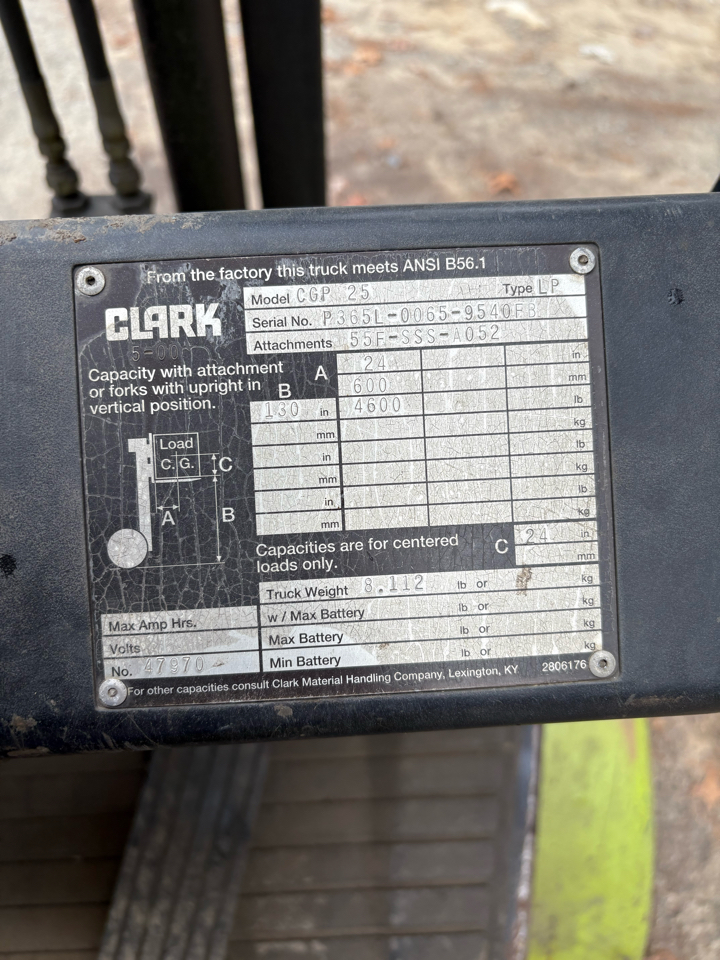 From the factory this truck meets ANSI B56.1
CLARK
Model CGP 25 Type LP
Serial No. P365L-0065-9540FB
Attachments 55F-SSS-A052
Capacity with attachment
or forks with upright in
vertical position.
B A 24 in
600 mm
130 in 4600 lb
mm kg
in lb
mm kg
in lb
mm kg
Load
C. G. C
A B
Capacities are for centered
loads only.
C 24 in
mm
Truck Weight 8,112 lb or kg
w / Max Battery lb or kg
Max Battery lb or kg
Min Battery lb or kg
Max Amp Hrs.
Volts
No. 47970
For other capacities consult Clark Material Handling Company, Lexington, KY 2806176